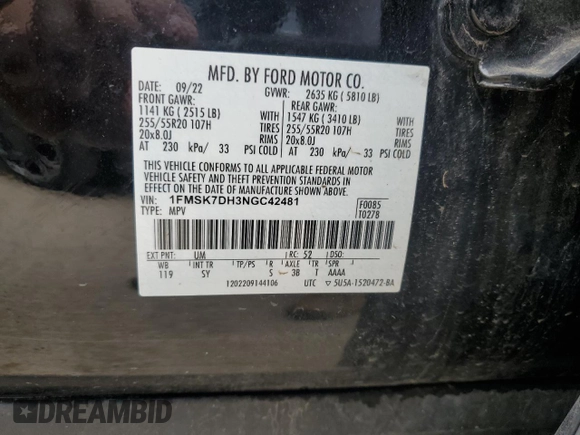 MFD. BY FORD MOTOR CO.
DATE: 09/22 GVWR: 2635 KG ( 5810 LB)
FRONT GAWR: REAR GAWR:
1141 KG ( 2515 LB) WITH 1547 KG ( 3410 LB) WITH
255/55R20 107H TIRES 255/55R20 107H TIRES
20x8.0J RIMS 20x8.0J RIMS
AT 230 kPa/ 33 PSI COLD AT 230 kPa/ 33 PSI COLD
THIS VEHICLE CONFORMS TO ALL APPLICABLE FEDERAL MOTOR
VEHICLE SAFETY AND THEFT PREVENTION STANDARDS IN
EFFECT ON THE DATE OF MANUFACTURE SHOWN ABOVE.
VIN: 1FMSK7DH3NGC42481 F0085
TYPE: MPV T0278
EXT PNT: UM RC: 52 DSO:
WB INT TR TP/PS R AXLE TR SPR
119 SY S 38 T AAAA
1202209144106 UTC ▽ 5U5A-1520472-BA
DREAMBID